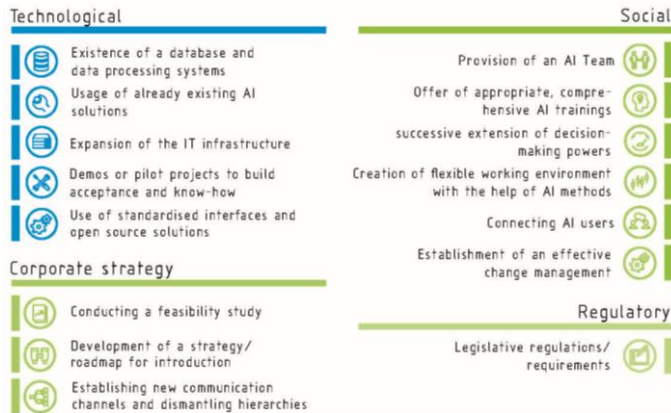 Technological
Existence of a database and
data processing systems
Usage of already existing AI
solutions
Expansion of the IT infrastructure
Demos or pilot projects to build
acceptance and know-how
Use of standardised interfaces and
open source solutions
Corporate strategy
Conducting a feasibility study
Development of a strategy/
roadmap for introduction
Establishing new communication
channels and dismantling hierarchies
Social
Provision of an AI Team
Offer of appropriate, compre-
hensive AI trainings
successive extension of decision-
making powers
Creation of flexible working environment
with the help of AI methods
Connecting AI users
Establishment of an effective
change management
Regulatory
Legislative regulations/
requirements